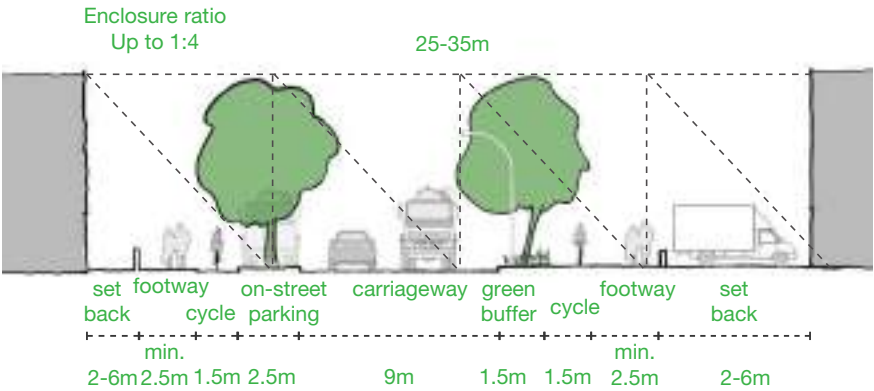 Enclosure ratio
Up to 1:4
25-35m
set
back
footway
cycle
on-street
parking
carriageway
green
buffer
cycle
footway
set
back
2-6m
min.
2.5m
1.5m
2.5m
9m
1.5m
1.5m
min.
2.5m
2-6m